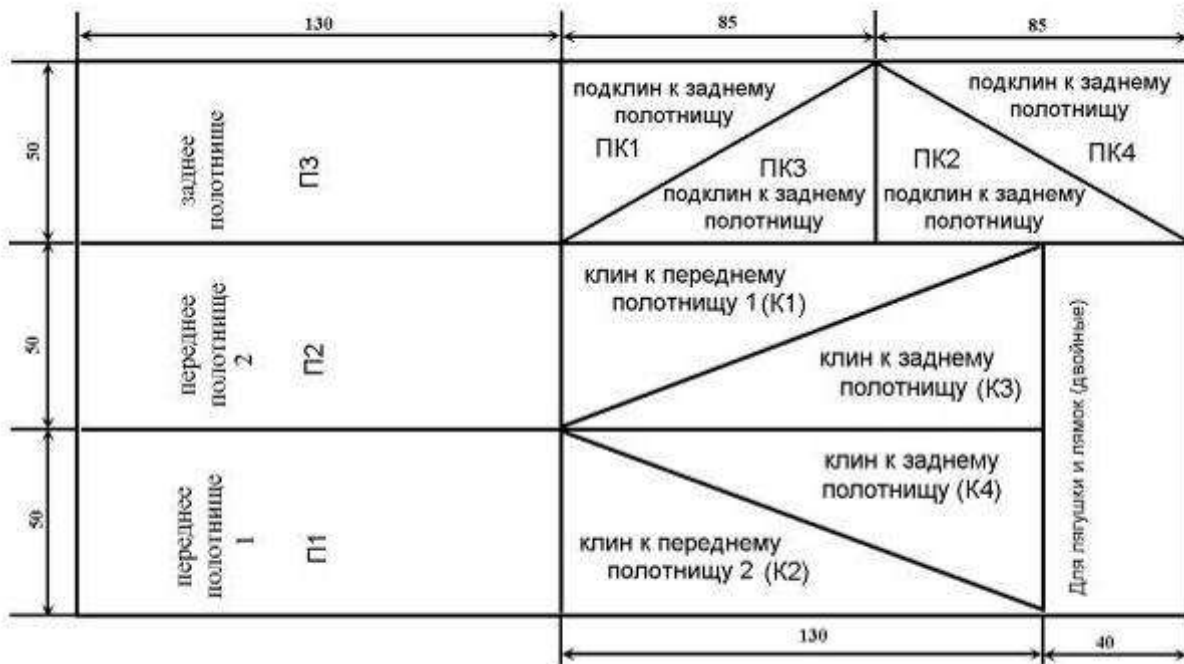 130
85
85
50
заднее
полотнище
П3
подклин к заднему
полотнищу
ПК1
ПК3
подклин к заднему
полотнищу
подклин к заднему
полотнищу
ПК2
ПК4
подклин к заднему
полотнищу
50
переднее
полотнище
2
П2
клин к переднему
полотнищу 1 (К1)
клин к заднему
полотнищу (К3)
50
переднее
полотнище
1
П1
клин к заднему
полотнищу (К4)
клин к переднему
полотнищу 2 (К2)
Для лягушки и лямок (двойные)
130
40